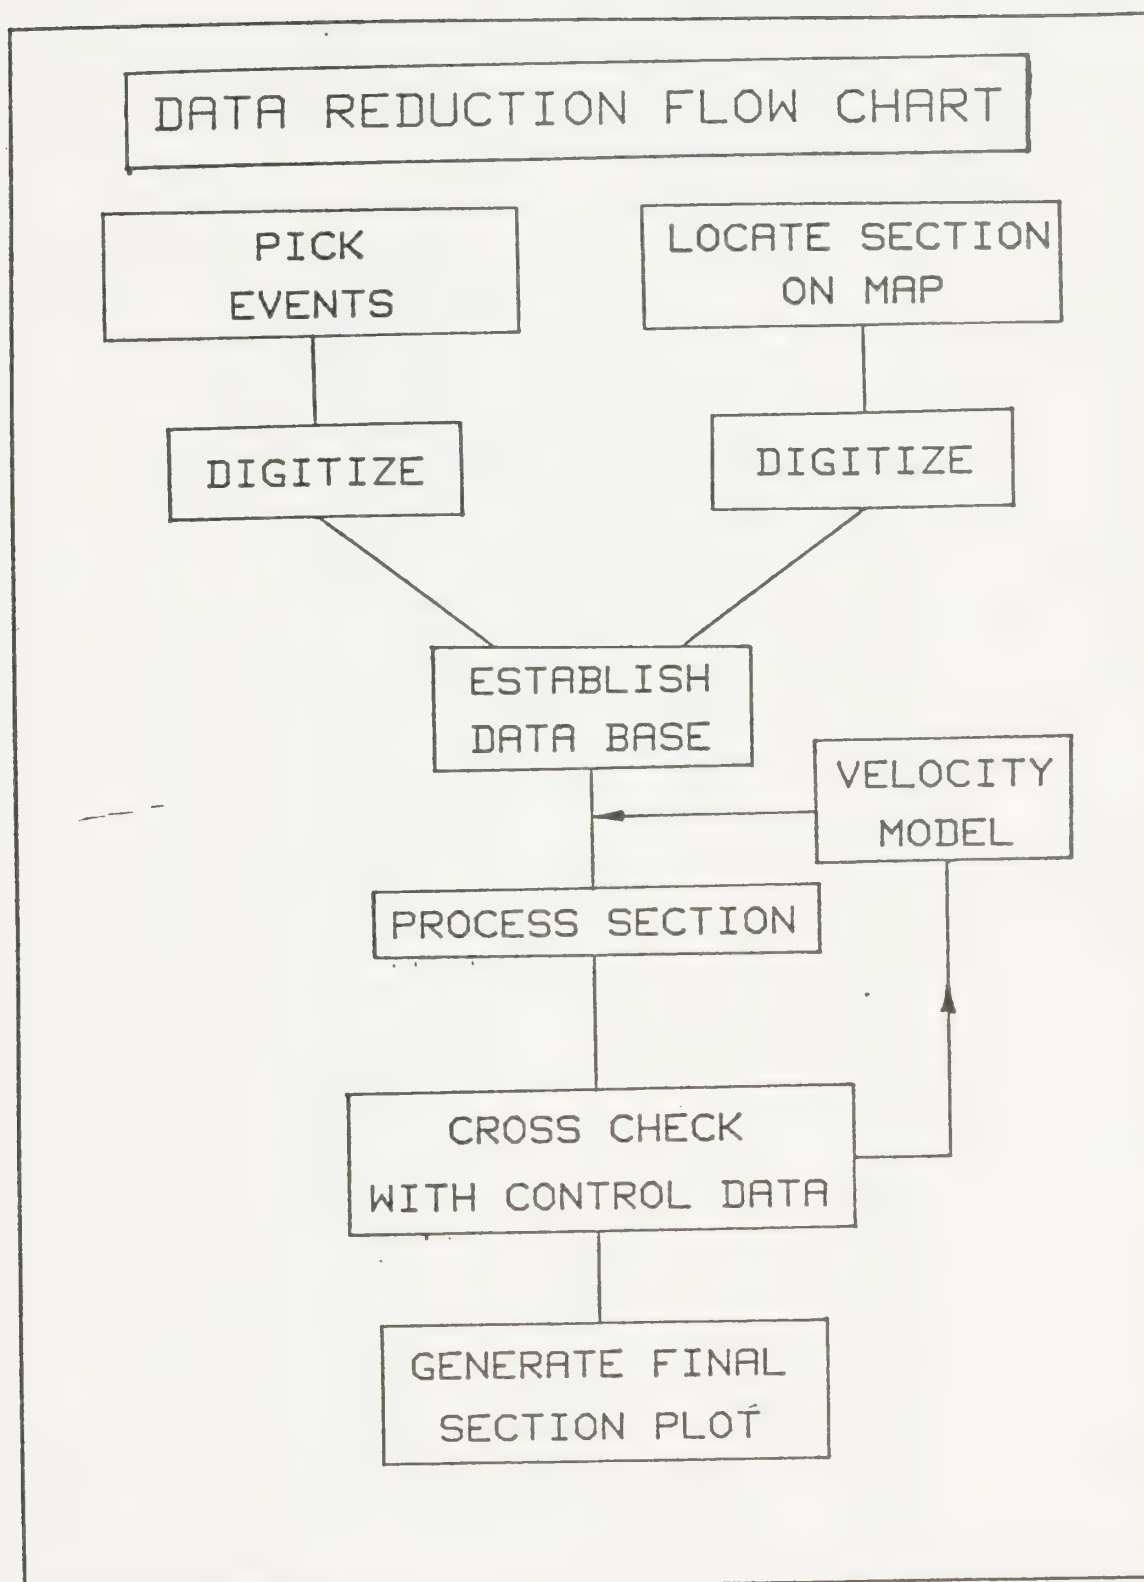 DATA REDUCTION FLOW CHART
PICK
EVENTS
LOCATE SECTION
ON MAP
DIGITIZE
DIGITIZE
ESTABLISH
DATA BASE
VELOCITY
MODEL
PROCESS SECTION
CROSS CHECK
WITH CONTROL DATA
GENERATE FINAL
SECTION PLOT